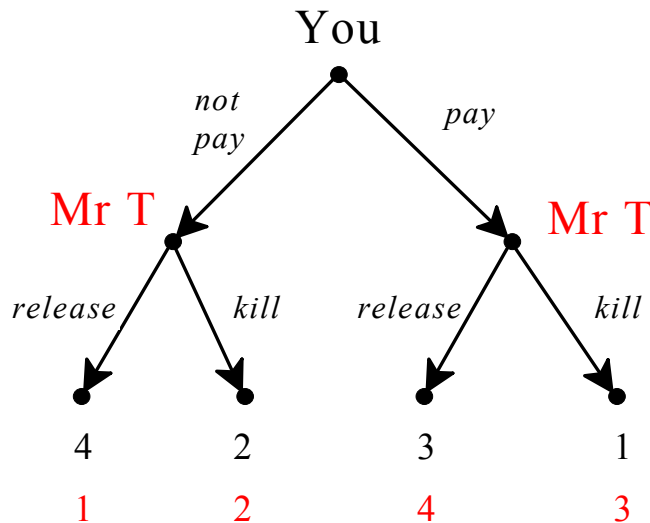 You
not
pay
pay
Mr T
Mr T
release
kill
release
kill
4 2 3 1
1 2 4 3